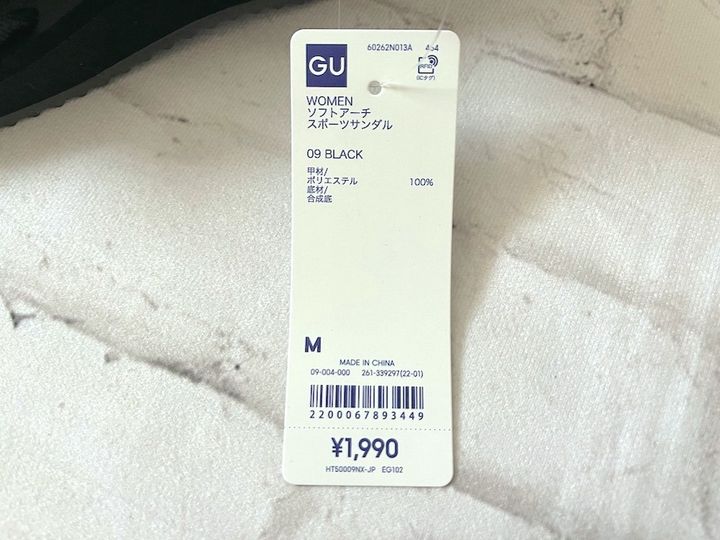 GU
60262N013A 454
RFID
(ICタグ)
WOMEN
ソフトアーチ
スポーツサンダル
09 BLACK
甲材/
ポリエステル 100%
底材/
合成底
M
MADE IN CHINA
09-004-000 261-339297(22-01)
2200067893449
¥1,990
HT50009NX-JP EG102